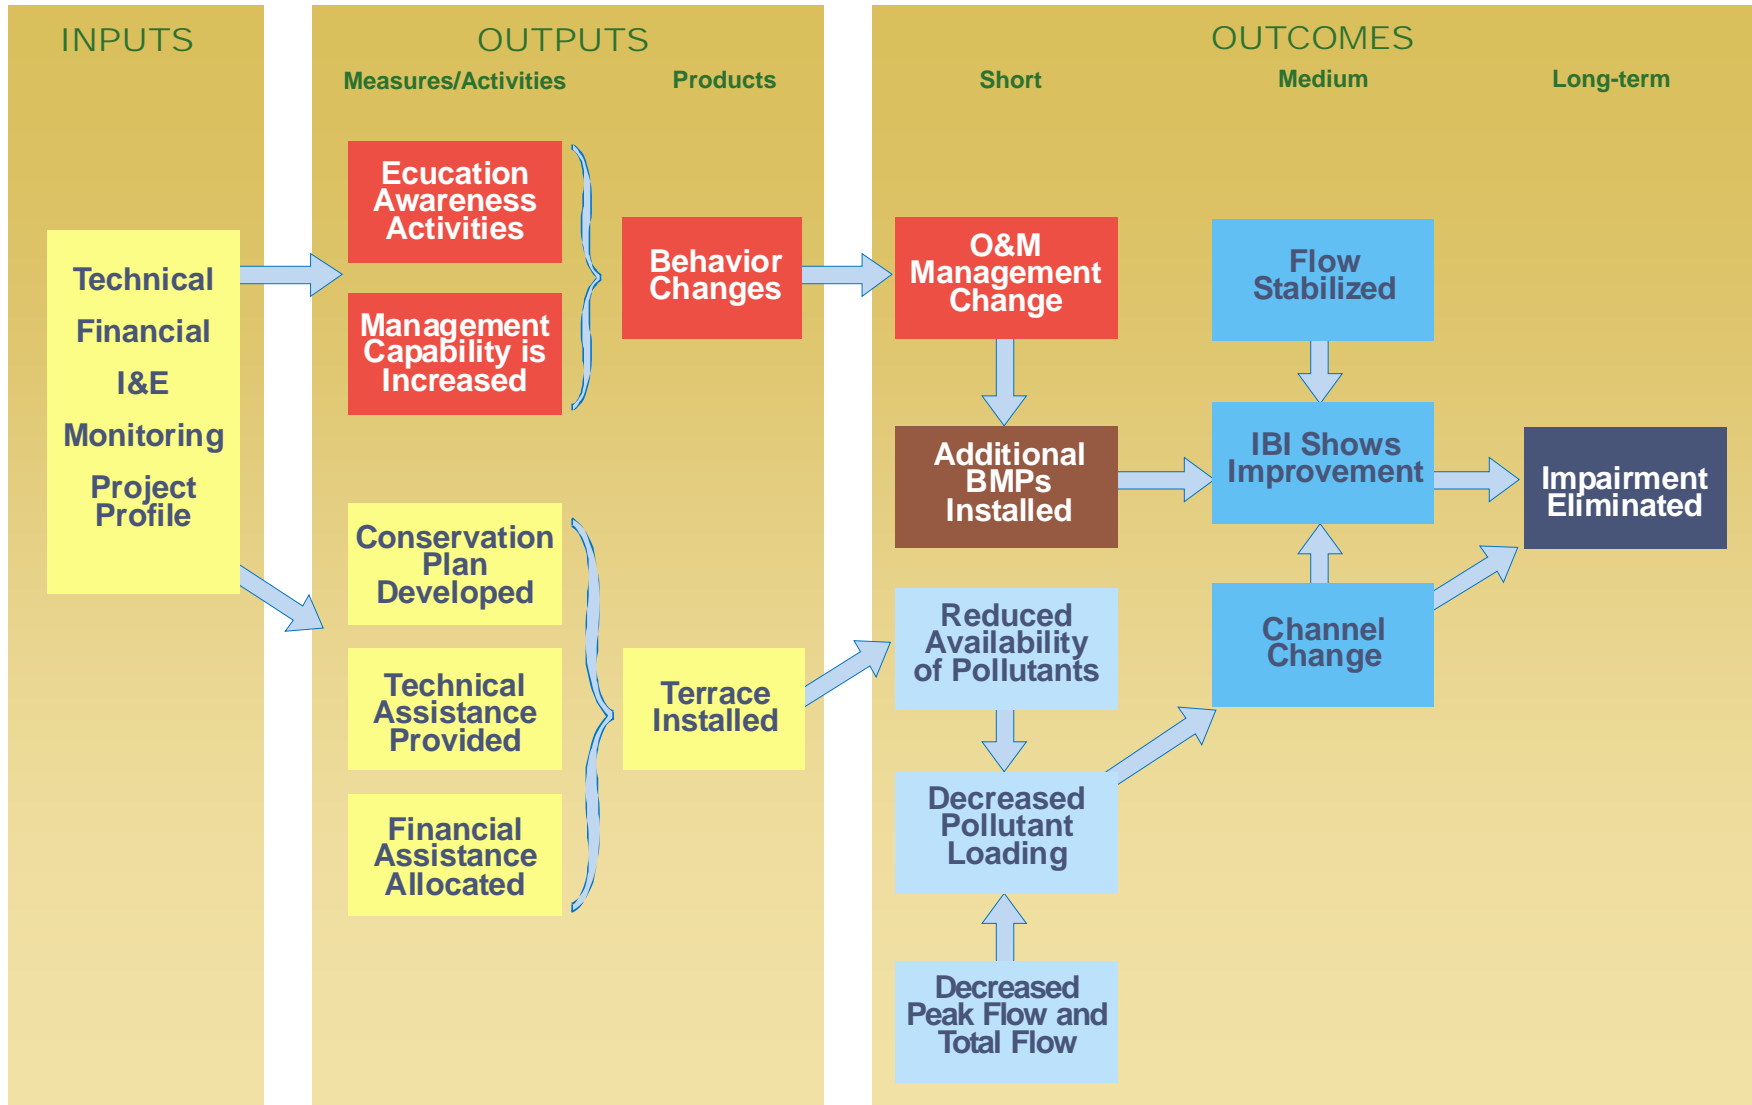 INPUTS
OUTPUTS
OUTCOMES
Measures/Activities
Products
Short
Medium
Long-term
Technical
Financial
I&E
Monitoring
Project
Profile
Ecucation
Awareness
Activities
Management
Capability is
Increased
Behavior
Changes
Conservation
Plan
Developed
Technical
Assistance
Provided
Financial
Assistance
Allocated
Terrace
Installed
O&M
Management
Change
Additional
BMPs
Installed
Reduced
Availability
of Pollutants
Decreased
Pollutant
Loading
Decreased
Peak Flow and
Total Flow
Flow
Stabilized
IBI Shows
Improvement
Channel
Change
Impairment
Eliminated